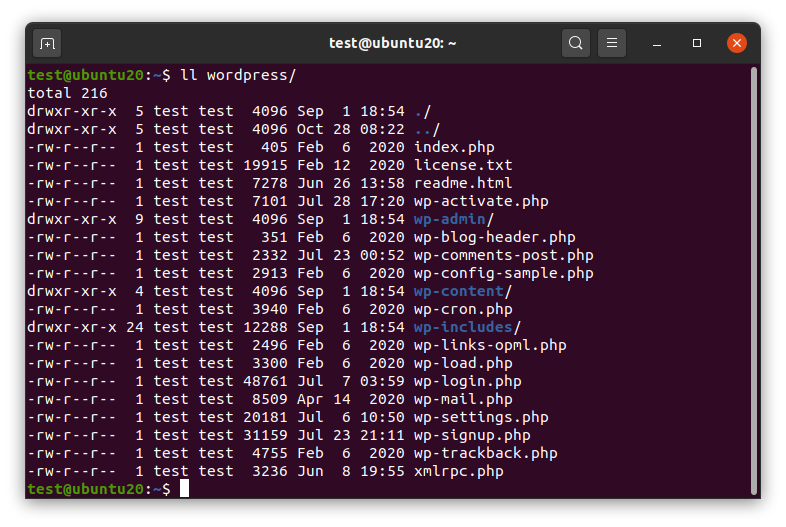 test@ubuntu20: ~
test@ubuntu20:~$ ll wordpress/
total 216
drwxr-xr-x  5 test test  4096 Sep  1 18:54 ./
drwxr-xr-x  5 test test  4096 Oct 28 08:22 ../
-rw-r--r--  1 test test   405 Feb  6  2020 index.php
-rw-r--r--  1 test test 19915 Feb 12  2020 license.txt
-rw-r--r--  1 test test  7278 Jun 26 13:58 readme.html
-rw-r--r--  1 test test  7101 Jul 28 17:20 wp-activate.php
drwxr-xr-x  9 test test  4096 Sep  1 18:54 wp-admin/
-rw-r--r--  1 test test   351 Feb  6  2020 wp-blog-header.php
-rw-r--r--  1 test test  2332 Jul 23 00:52 wp-comments-post.php
-rw-r--r--  1 test test  2913 Feb  6  2020 wp-config-sample.php
drwxr-xr-x  4 test test  4096 Sep  1 18:54 wp-content/
-rw-r--r--  1 test test  3940 Feb  6  2020 wp-cron.php
drwxr-xr-x 24 test test 12288 Sep  1 18:54 wp-includes/
-rw-r--r--  1 test test  2496 Feb  6  2020 wp-links-opml.php
-rw-r--r--  1 test test  3300 Feb  6  2020 wp-load.php
-rw-r--r--  1 test test 48761 Jul  7 03:59 wp-login.php
-rw-r--r--  1 test test  8509 Apr 14  2020 wp-mail.php
-rw-r--r--  1 test test 20181 Jul  6 10:50 wp-settings.php
-rw-r--r--  1 test test 31159 Jul 23 21:11 wp-signup.php
-rw-r--r--  1 test test  4755 Feb  6  2020 wp-trackback.php
-rw-r--r--  1 test test  3236 Jun  8 19:55 xmlrpc.php
test@ubuntu20:~$